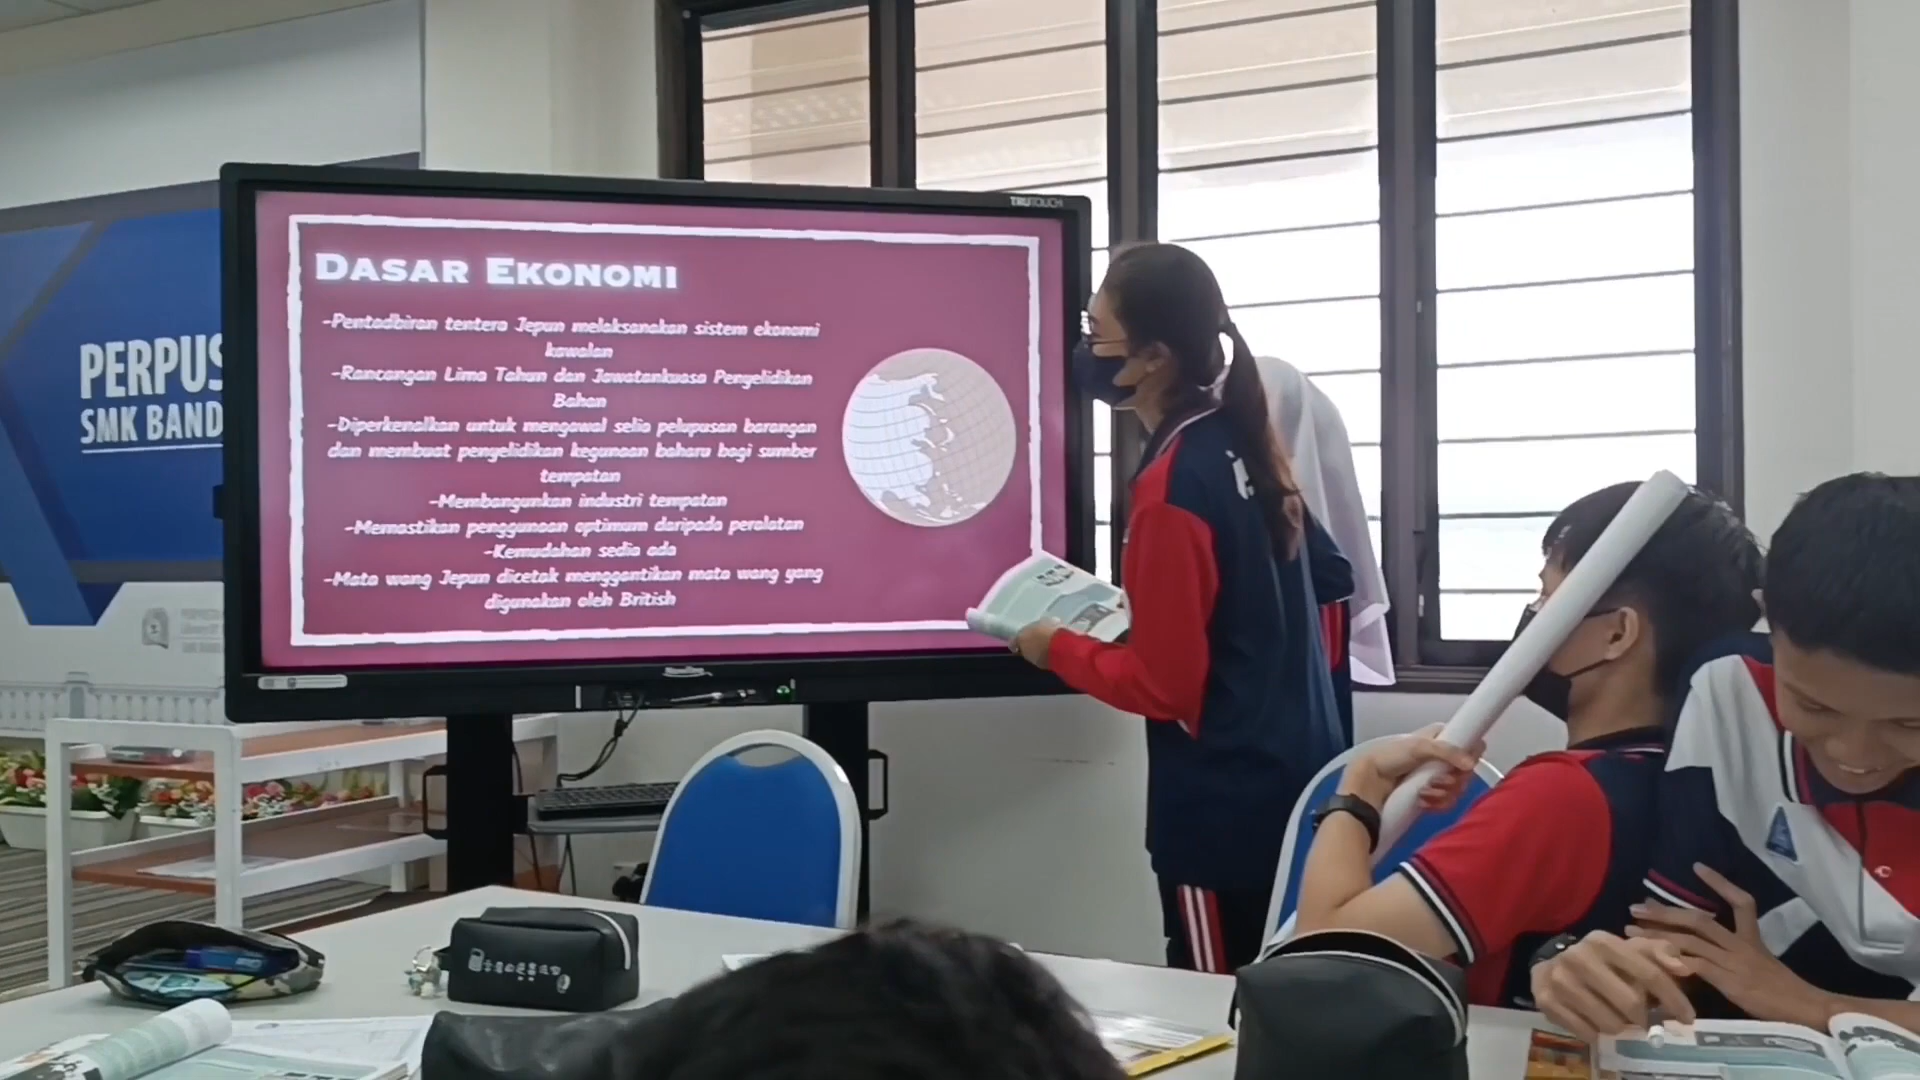 TRUTOUCH
DASAR EKONOMI
-Pentadbiran tentera Jepun melaksanakan sistem ekonomi
kawalan
-Rancangan Lima Tahun dan Jawatankuasa Penyelidikan
Bahan
-Diperkenalkan untuk mengawal selia pelupusan barangan
dan membuat penyelidikan kegunaan baharu bagi sumber
tempatan
-Membangunkan industri tempatan
-Memastikan penggunaan optimum daripada peralatan
-Kemudahan sedia ada
-Mata wang Jepun dicetak menggantikan mata wang yang
digunakan oleh British
PERPUS
SMK BAND